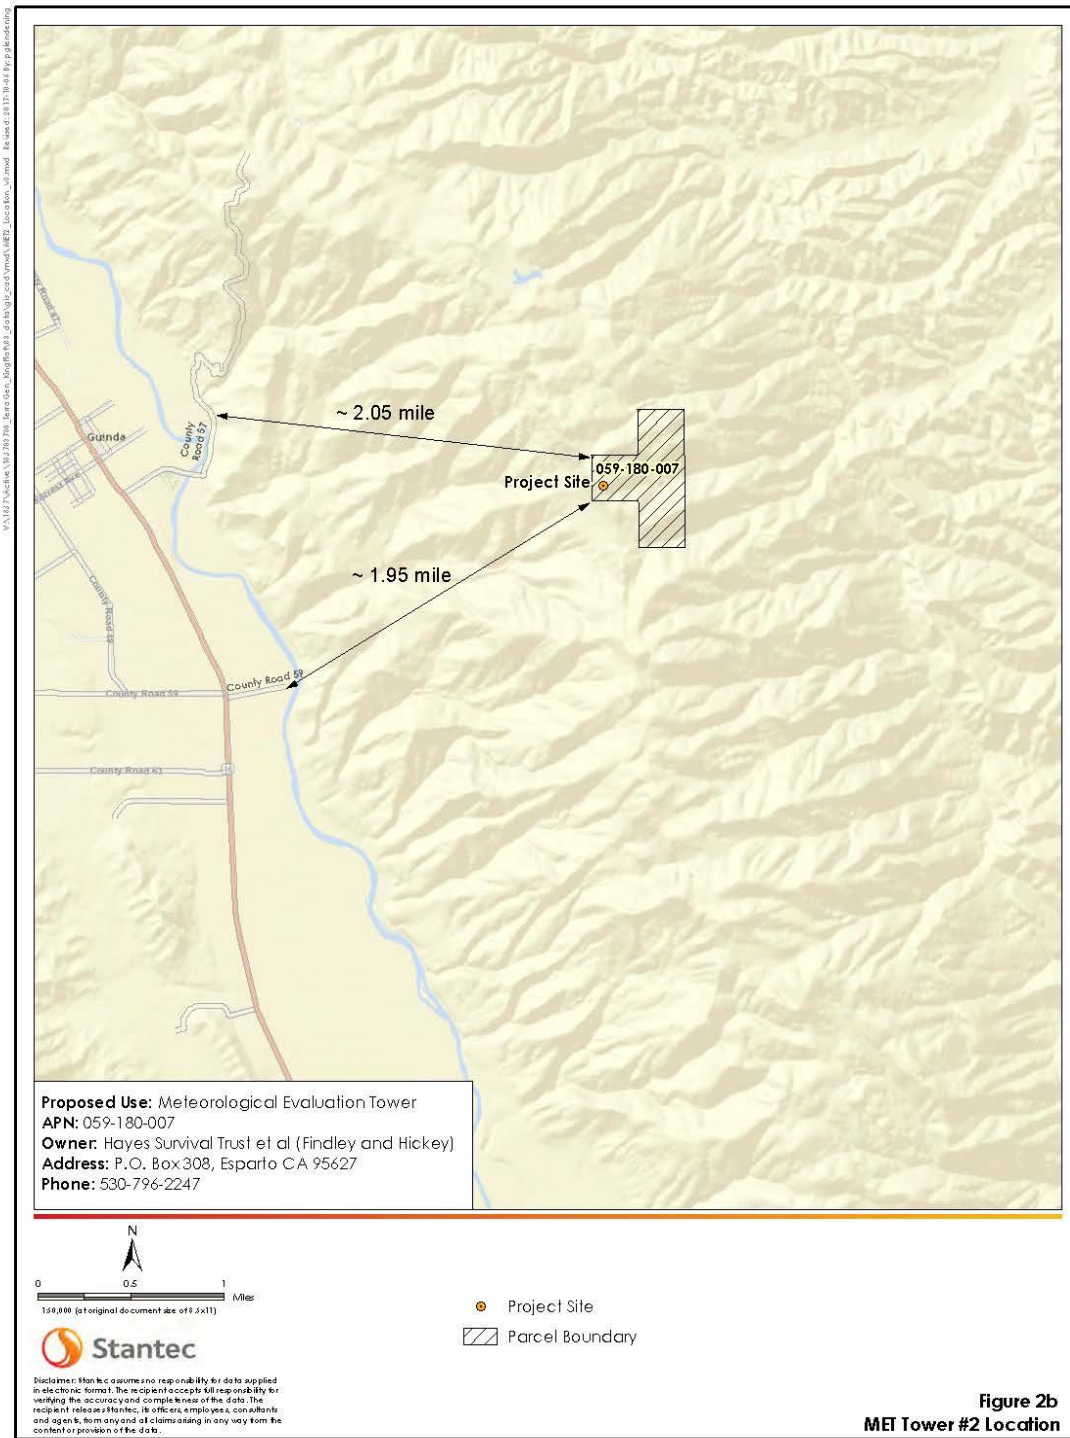 ~ 2.05 mile
County
Road 57
Guinda
059-180-007
Project Site
~ 1.95 mile
County Road 59
County Road 59
County Road 63
16
Proposed Use: Meteorological Evaluation Tower
APN: 059-180-007
Owner: Hayes Survival Trust et al (Findley and Hickey)
Address: P.O. Box 308, Esparto CA 95627
Phone: 530-796-2247
N
0 0.5 1
Miles
1:50,000 (at original document size of 8.5x11)
Stantec
Disclaimer: Stantec assumes no responsibility for data supplied
in electronic format. The recipient accepts full responsibility for
verifying the accuracy and completeness of the data. The
recipient releases Stantec, its officers, employees, consultants
and agents, from any and all claims arising in any way from the
content or provision of the data.
Project Site
Parcel Boundary
Figure 2b
MET Tower #2 Location